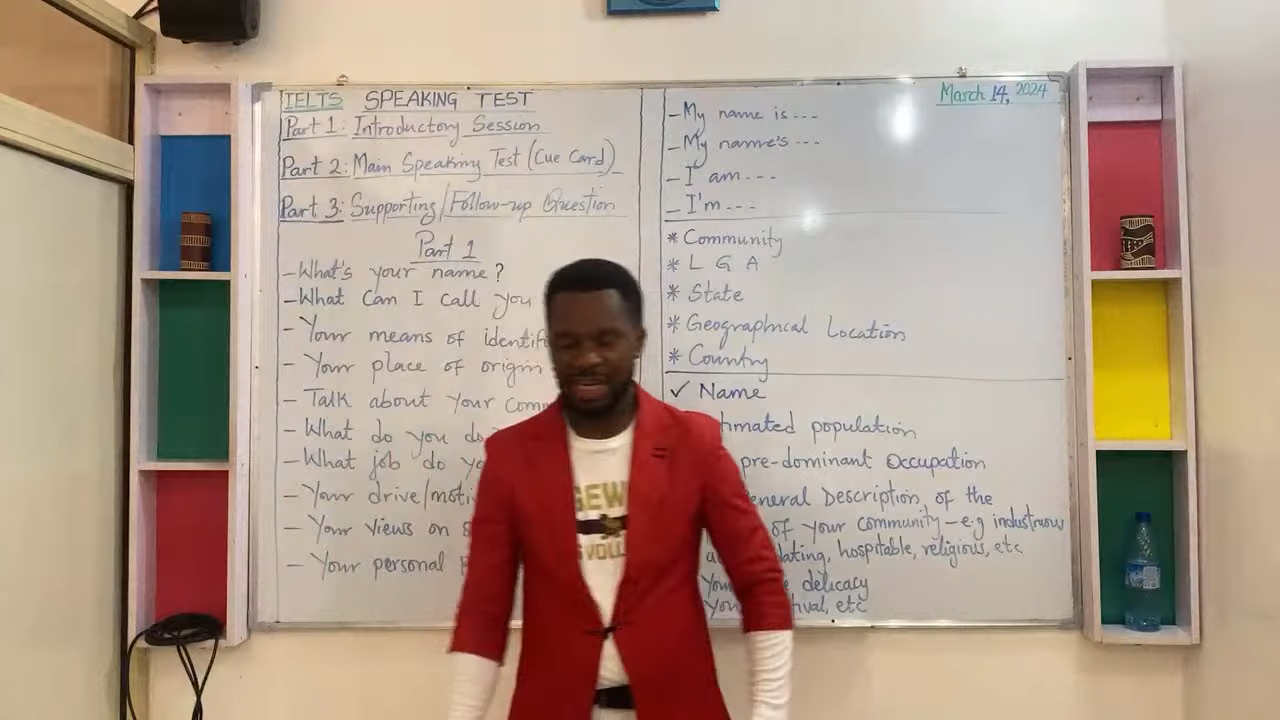 IELTS SPEAKING TEST
Part 1: Introductory Session
Part 2: Main Speaking Test (Cue Card)
Part 3: Supporting/Follow-up Question
Part 1
- What's your name?
- What can I call you
- Your means of
- Your place of origin
- Talk about your
- What do you do
- What job do
- Your drive/
- Your views on
- Your personal
March 14, 2024
- My name is ---
- My name's ---
- I am ---
- I'm ---
* Community
* L G A
* State
* Geographical Location
* Country
✓ Name
population
pre-dominant Occupation
Description of the
of your community - e.g industrious
hospitable, religious, etc
delicacy
etc